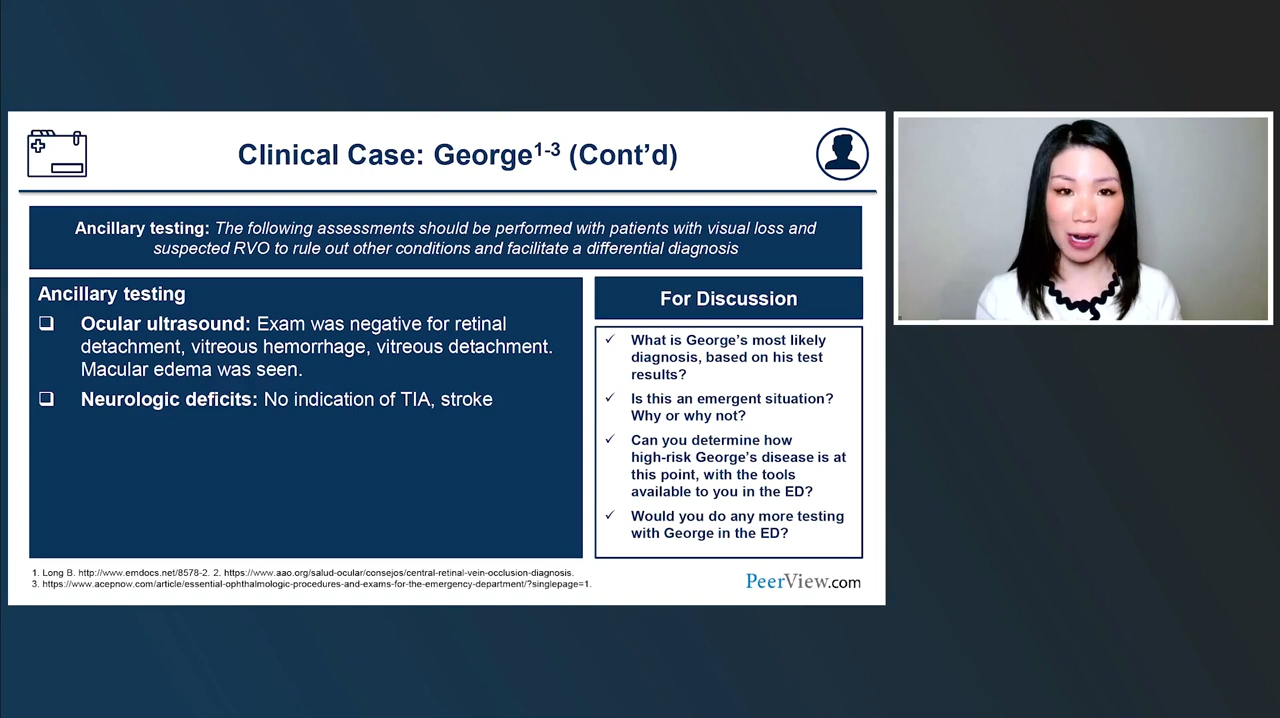 Clinical Case: George1-3 (Cont’d)
Ancillary testing: The following assessments should be performed with patients with visual loss and
suspected RVO to rule out other conditions and facilitate a differential diagnosis
Ancillary testing
❑ Ocular ultrasound: Exam was negative for retinal
detachment, vitreous hemorrhage, vitreous detachment.
Macular edema was seen.
❑ Neurologic deficits: No indication of TIA, stroke
For Discussion
✓ What is George’s most likely
diagnosis, based on his test
results?
✓ Is this an emergent situation?
Why or why not?
✓ Can you determine how
high-risk George’s disease is at
this point, with the tools
available to you in the ED?
✓ Would you do any more testing
with George in the ED?
1. Long B. http://www.emdocs.net/8578-2. 2. https://www.aao.org/salud-ocular/consejos/central-retinal-vein-occlusion-diagnosis.
3. https://www.acepnow.com/article/essential-ophthalmologic-procedures-and-exams-for-the-emergency-department/?singlepage=1.
PeerView.com